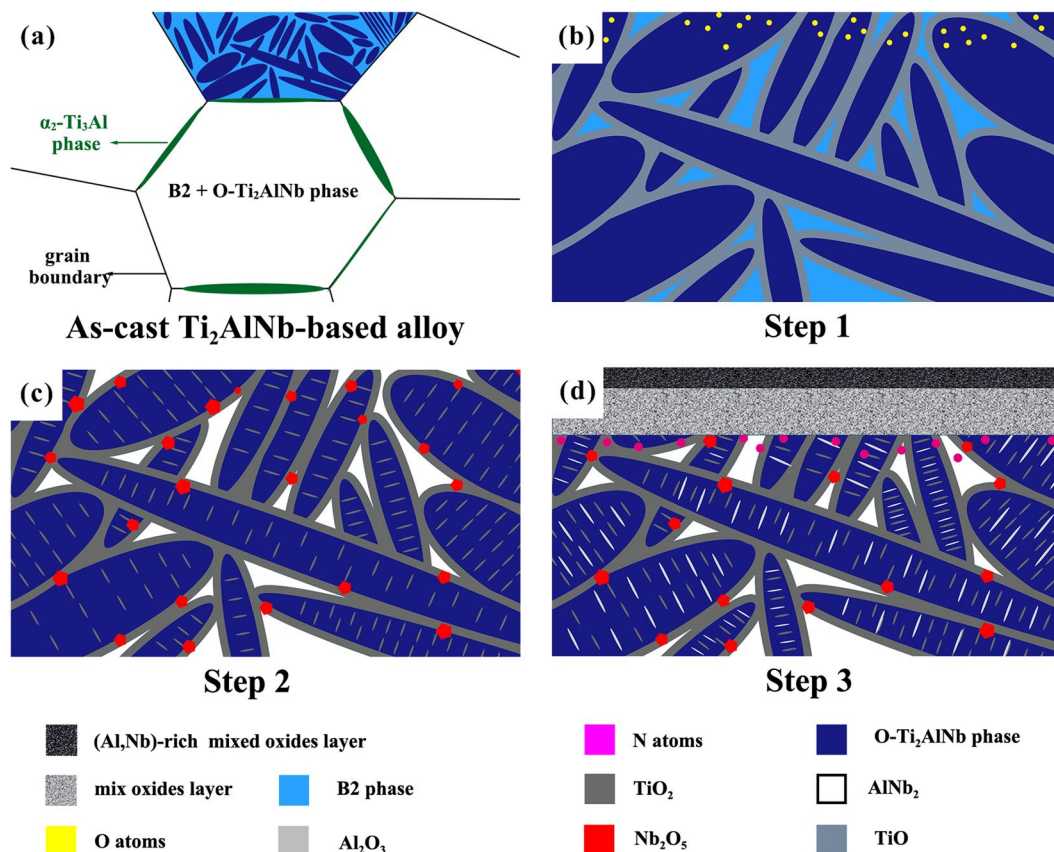 (a)
α₂-Ti₃Al
phase
B2 + O-Ti₂AlNb phase
grain
boundary
As-cast Ti₂AlNb-based alloy
(b)
Step 1
(c)
Step 2
(d)
Step 3
(Al,Nb)-rich mixed oxides layer
mix oxides layer
B2 phase
O atoms
Al₂O₃
N atoms
O-Ti₂AlNb phase
TiO₂
AlNb₂
Nb₂O₅
TiO